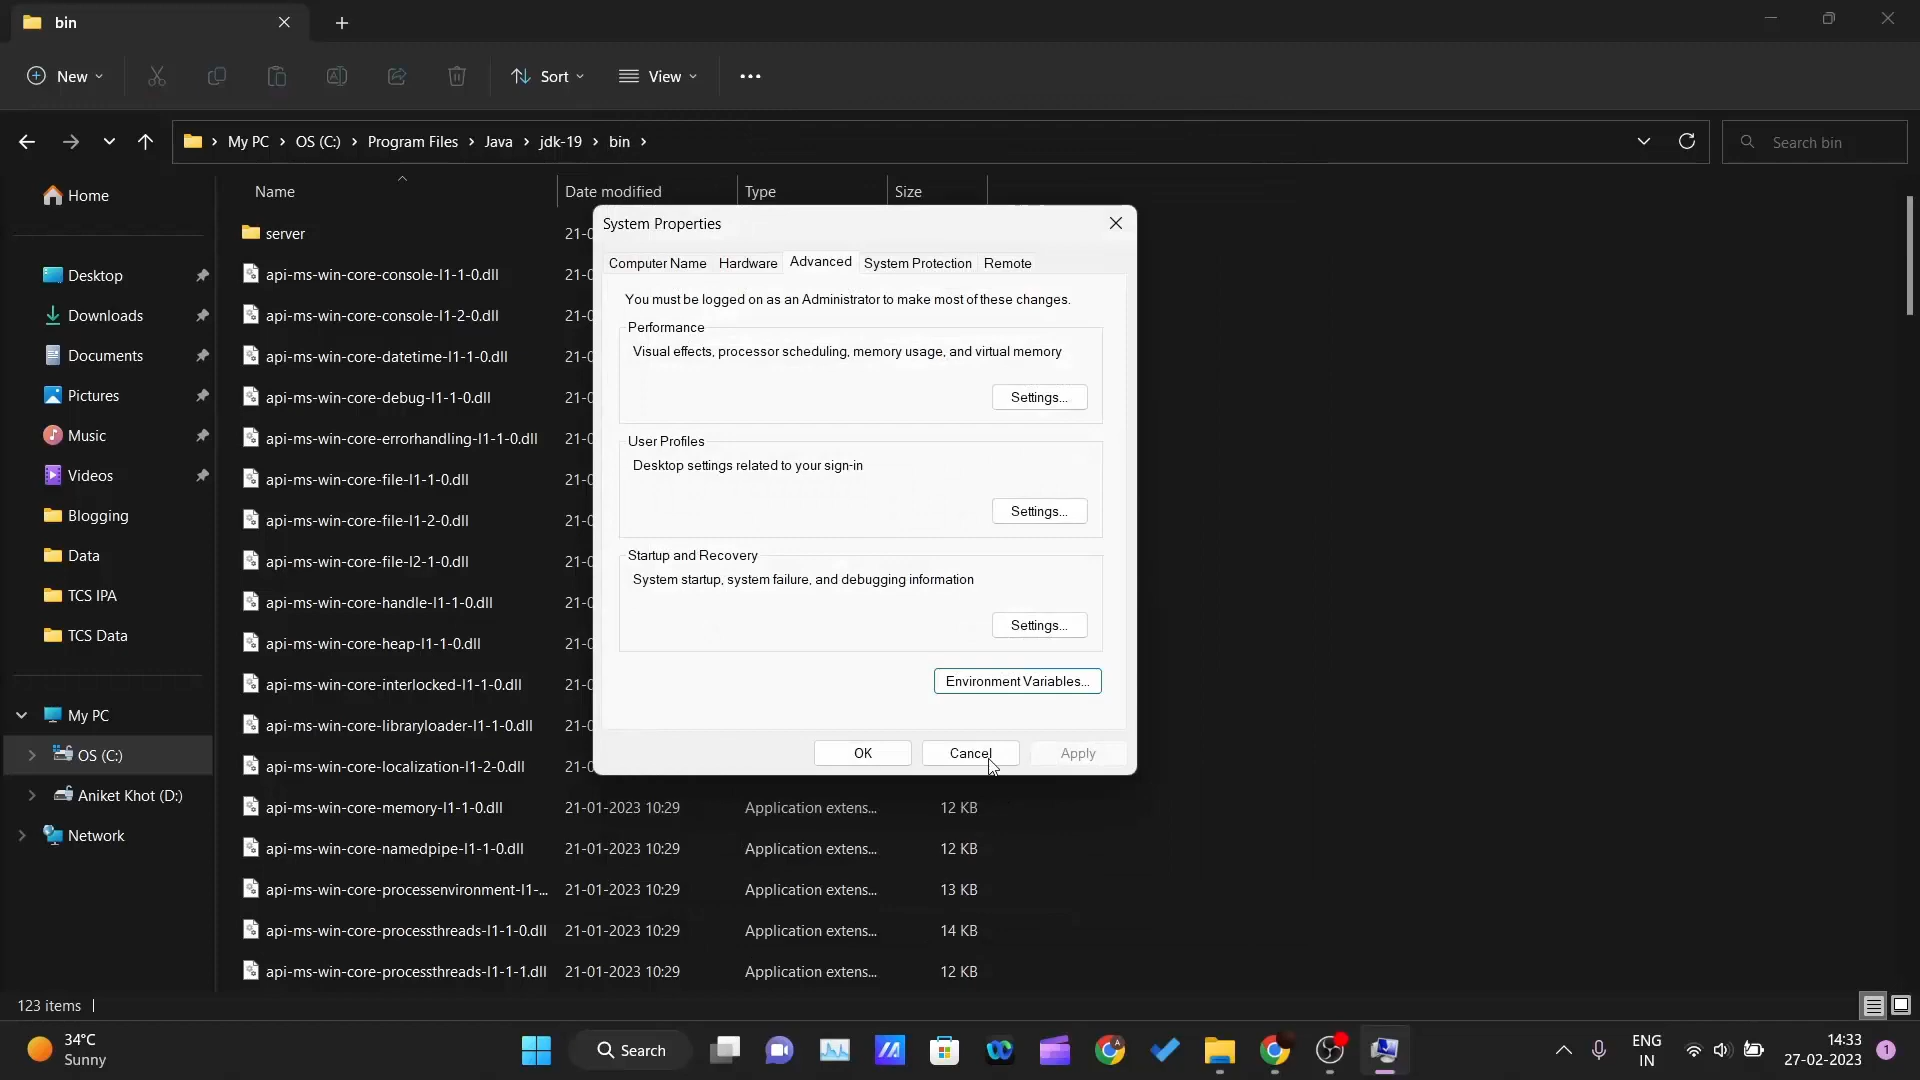 bin
New
Sort
View
My PC
OS (C:)
Program Files
Java
jdk-19
bin
Search bin
Home
Desktop
Downloads
Documents
Pictures
Music
Videos
Blogging
Data
TCS IPA
TCS Data
My PC
OS (C:)
Aniket Khot (D:)
Network
Name
Date modified
Type
Size
server
21-0
api-ms-win-core-console-l1-1-0.dll
21-0
api-ms-win-core-console-l1-2-0.dll
21-0
api-ms-win-core-datetime-l1-1-0.dll
21-0
api-ms-win-core-debug-l1-1-0.dll
21-0
api-ms-win-core-errorhandling-l1-1-0.dll
21-0
api-ms-win-core-file-l1-1-0.dll
21-0
api-ms-win-core-file-l1-2-0.dll
21-0
api-ms-win-core-file-l2-1-0.dll
21-0
api-ms-win-core-handle-l1-1-0.dll
21-0
api-ms-win-core-heap-l1-1-0.dll
21-0
api-ms-win-core-interlocked-l1-1-0.dll
21-0
api-ms-win-core-libraryloader-l1-1-0.dll
21-0
api-ms-win-core-localization-l1-2-0.dll
21-0
api-ms-win-core-memory-l1-1-0.dll 21-01-2023 10:29 Application extens... 12 KB
api-ms-win-core-namedpipe-l1-1-0.dll 21-01-2023 10:29 Application extens... 12 KB
api-ms-win-core-processenvironment-l1-... 21-01-2023 10:29 Application extens... 13 KB
api-ms-win-core-processthreads-l1-1-0.dll 21-01-2023 10:29 Application extens... 14 KB
api-ms-win-core-processthreads-l1-1-1.dll 21-01-2023 10:29 Application extens... 12 KB
System Properties
Computer Name Hardware Advanced System Protection Remote
You must be logged on as an Administrator to make most of these changes.
Performance
Visual effects, processor scheduling, memory usage, and virtual memory
Settings...
User Profiles
Desktop settings related to your sign-in
Settings...
Startup and Recovery
System startup, system failure, and debugging information
Settings...
Environment Variables...
OK
Cancel
Apply
123 items
34°C
Sunny
Search
ENG
IN
14:33
27-02-2023
1